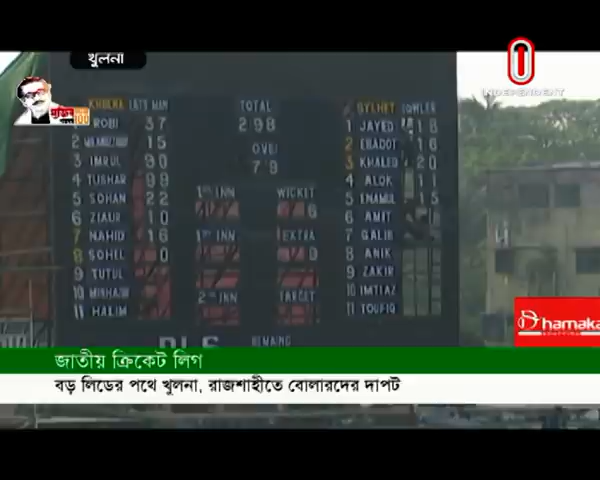 খুলনা
INDEPENDENT
KHULNA BATS MAN TOTAL SYLHET BOWLER
1 ROBI 37 298 1 JAYED 18
2 15 OVER 2 EBADOT 16
3 IMRUL 90 79 3 KHALED 20
4 TUSHAR 99 4 ALOK 11
5 SOHAN 22 1ST INN WICKET 5 ENAMUL 15
6 ZIAUR 10 6 6 AMIT
7 NAHID 16 1ST INN EXTRA 7 GALIB
8 SOHEL 0 0 8 ANIK
9 TUTUL 9 ZAKIR
10 2ND INN TARGET 10 IMTIAZ
11 HALIM 11 TOUFIQ
DLS REMAINING
Dhamaka
জাতীয় ক্রিকেট লিগ
বড় লিডের পথে খুলনা, রাজশাহীতে বোলারদের দাপট